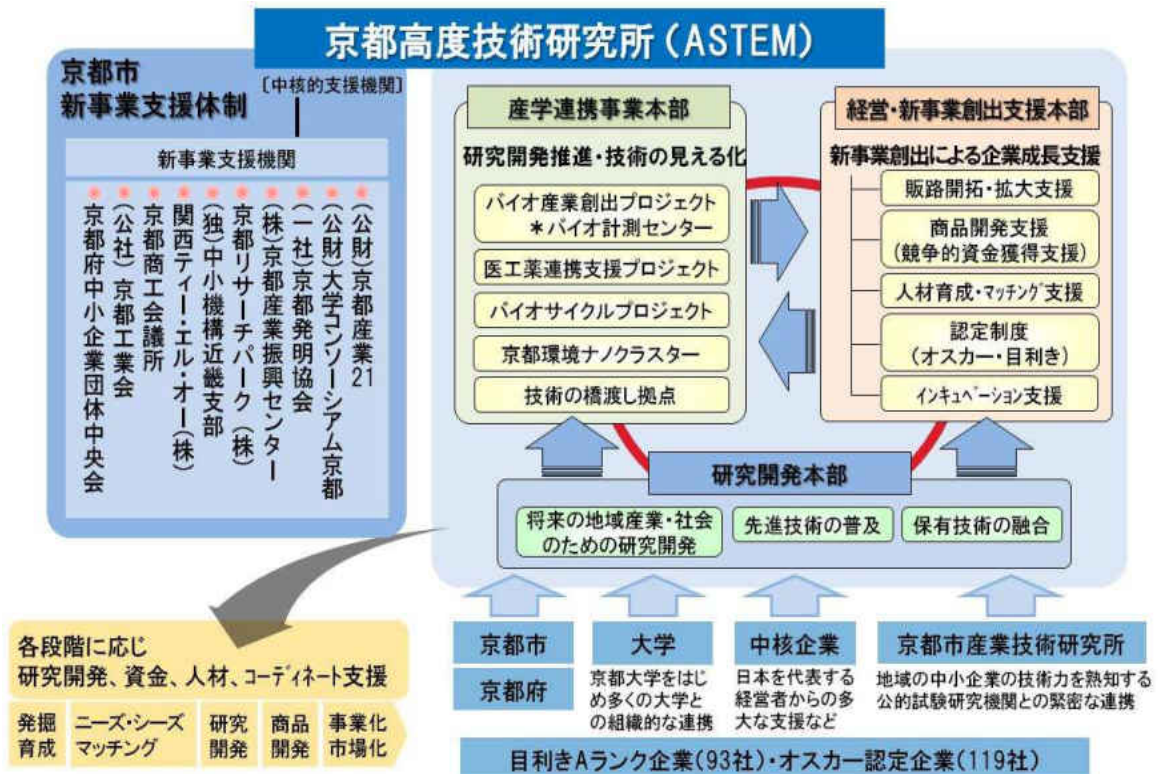 京都高度技術研究所(ASTEM)
京都市
新事業支援体制
〔中核的支援機関〕
新事業支援機関
(公財)京都産業21
(公財)大学コンソーシアム京都
(一社)京都発明協会
(株)京都産業振興センター
京都リサーチパーク(株)
(独)中小機構近畿支部
関西ティー・エル・オー(株)
京都商工会議所
(公社)京都工業会
京都府中小企業団体中央会
産学連携事業本部
研究開発推進・技術の見える化
バイオ産業創出プロジェクト
*バイオ計測センター
医工薬連携支援プロジェクト
バイオサイクルプロジェクト
京都環境ナノクラスター
技術の橋渡し拠点
経営・新事業創出支援本部
新事業創出による企業成長支援
販路開拓・拡大支援
商品開発支援
(競争的資金獲得支援)
人材育成・マッチング支援
認定制度
(オスカー・目利き)
インキュベーション支援
研究開発本部
将来の地域産業・社会
のための研究開発
先進技術の普及
保有技術の融合
京都市
京都府
大学
京都大学をはじ
め多くの大学と
の組織的な連携
中核企業
日本を代表する
経営者からの多
大な支援など
京都市産業技術研究所
地域の中小企業の技術力を熟知する
公的試験研究機関との緊密な連携
目利きAランク企業(93社)・オスカー認定企業(119社)
各段階に応じ
研究開発、資金、人材、コーディネート支援
発掘
育成
ニーズ・シーズ
マッチング
研究
開発
商品
開発
事業化
市場化